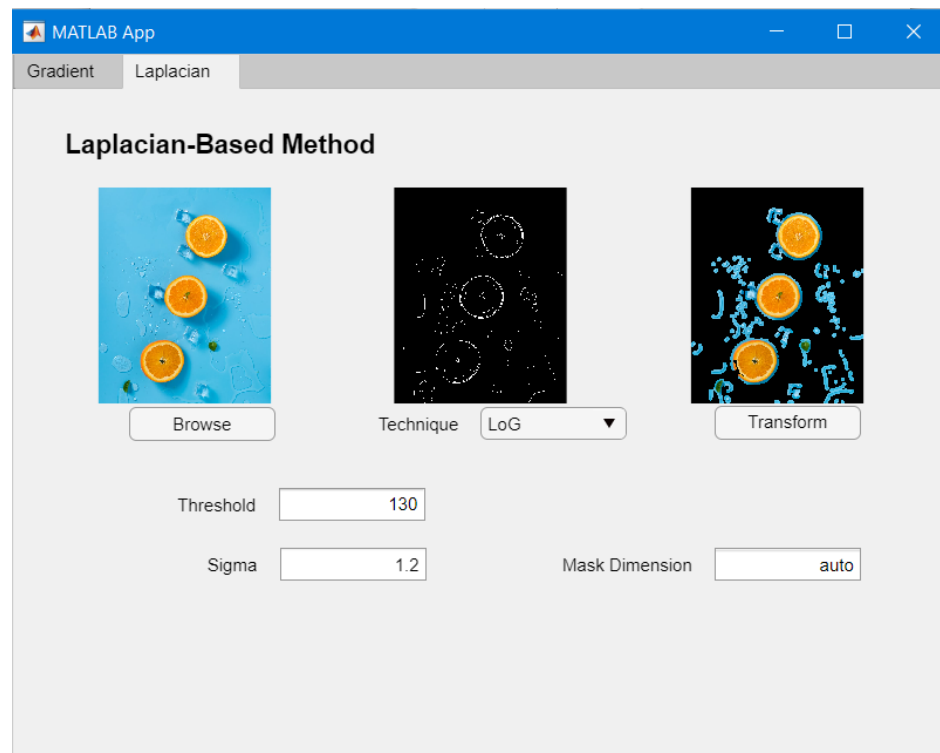 MATLAB App
Gradient Laplacian
Laplacian-Based Method
Browse Technique LoG Transform
Threshold 130
Sigma 1.2 Mask Dimension auto